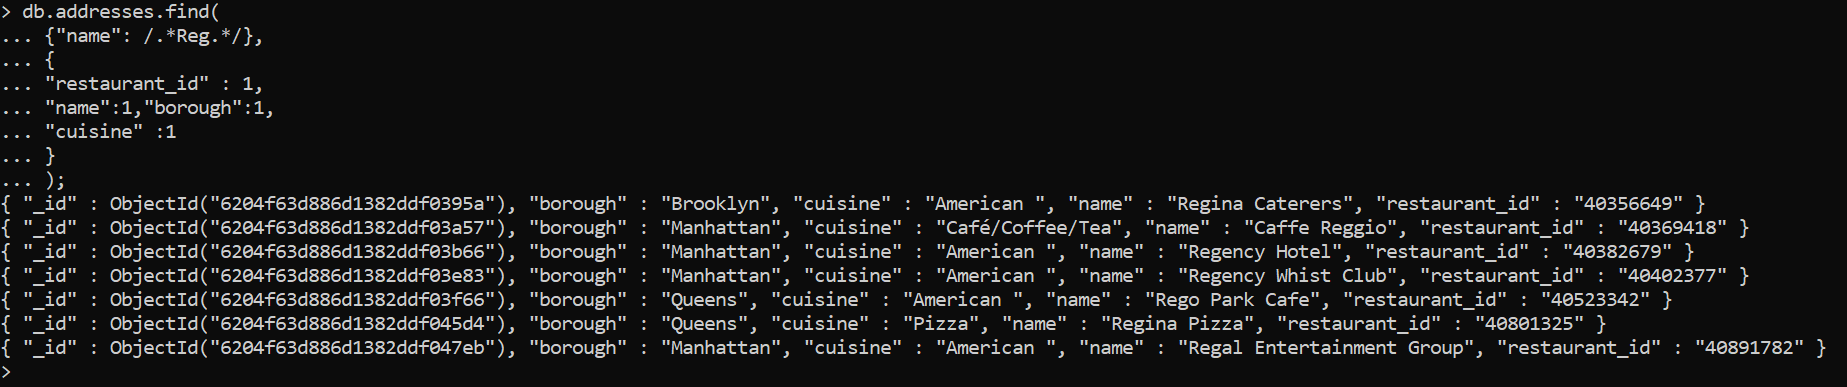 > db.addresses.find(
... {"name": /.*Reg.*/},
... {
... "restaurant_id" : 1,
... "name":1,"borough":1,
... "cuisine" :1
... }
... );
{ "_id" : ObjectId("6204f63d886d1382ddf0395a"), "borough" : "Brooklyn", "cuisine" : "American ", "name" : "Regina Caterers", "restaurant_id" : "40356649" }
{ "_id" : ObjectId("6204f63d886d1382ddf03a57"), "borough" : "Manhattan", "cuisine" : "Café/Coffee/Tea", "name" : "Caffe Reggio", "restaurant_id" : "40369418" }
{ "_id" : ObjectId("6204f63d886d1382ddf03b66"), "borough" : "Manhattan", "cuisine" : "American ", "name" : "Regency Hotel", "restaurant_id" : "40382679" }
{ "_id" : ObjectId("6204f63d886d1382ddf03e83"), "borough" : "Manhattan", "cuisine" : "American ", "name" : "Regency Whist Club", "restaurant_id" : "40402377" }
{ "_id" : ObjectId("6204f63d886d1382ddf03f66"), "borough" : "Queens", "cuisine" : "American ", "name" : "Rego Park Cafe", "restaurant_id" : "40523342" }
{ "_id" : ObjectId("6204f63d886d1382ddf045d4"), "borough" : "Queens", "cuisine" : "Pizza", "name" : "Regina Pizza", "restaurant_id" : "40801325" }
{ "_id" : ObjectId("6204f63d886d1382ddf047eb"), "borough" : "Manhattan", "cuisine" : "American ", "name" : "Regal Entertainment Group", "restaurant_id" : "40891782" }
>